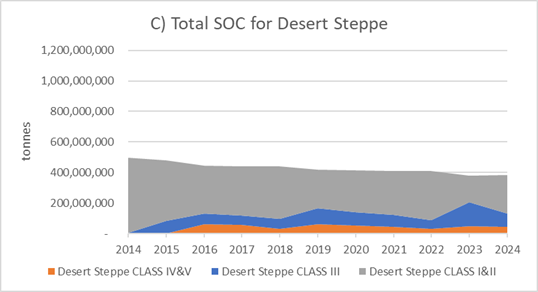 C) Total SOC for Desert Steppe
1,200,000,000
1,000,000,000
800,000,000
600,000,000
400,000,000
200,000,000
-
tonnes
2014 2015 2016 2017 2018 2019 2020 2021 2022 2023 2024
Desert Steppe CLASS IV&V Desert Steppe CLASS III Desert Steppe CLASS I&II